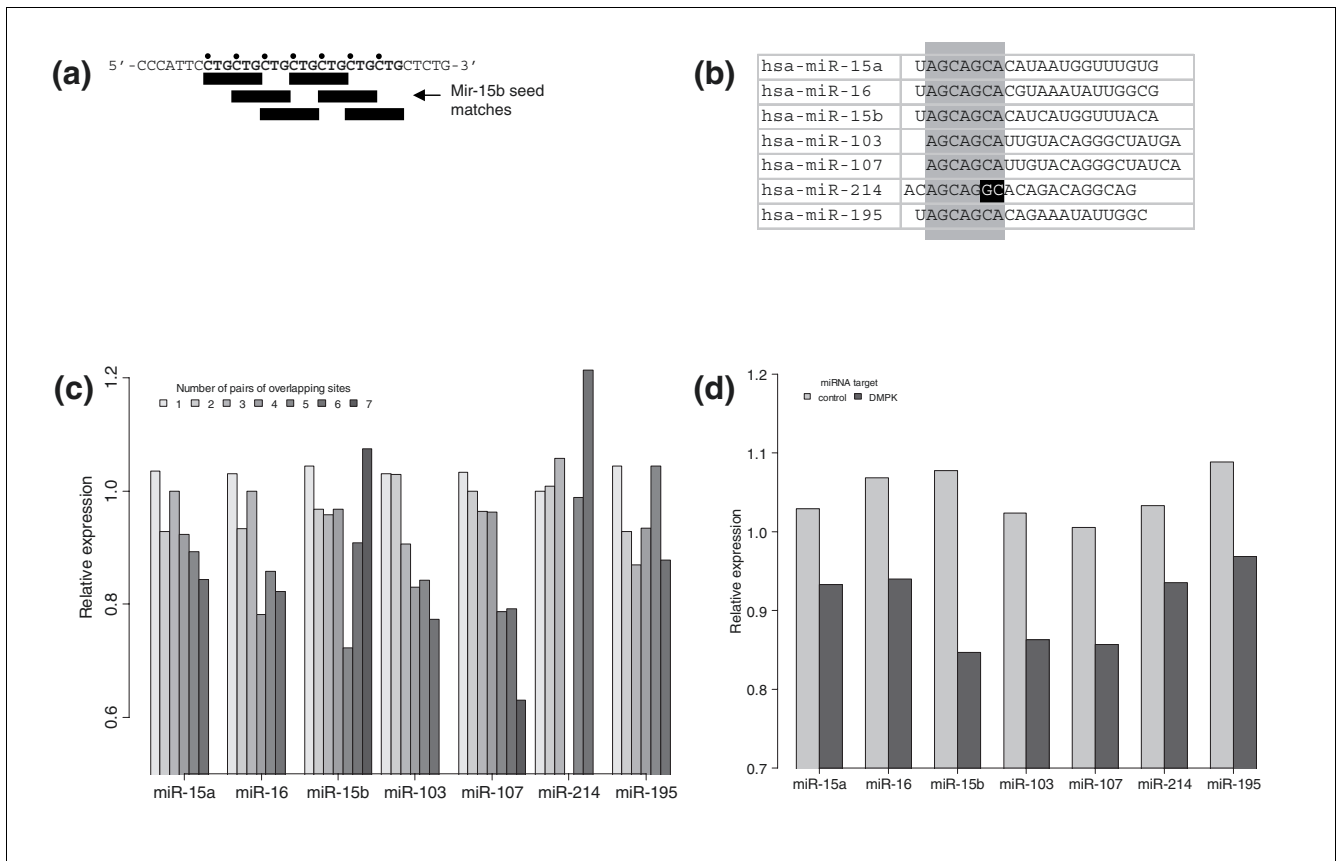 (a)
5'-CCCATTCCTGCTGCTGCTGCTGCTGCTGCTCTG-3'
Mir-15b seed
matches
(b)
hsa-miR-15a UAGCAGCACAUAAUGGUUUGUG
hsa-miR-16 UAGCAGCACGUAAAUAUUGGCG
hsa-miR-15b UAGCAGCACAUCAUGGUUUACA
hsa-miR-103 AGCAGCAUUGUACAGGGCUAUGA
hsa-miR-107 AGCAGCAUUGUACAGGGCUAUCA
hsa-miR-214 ACAGCAGGCACAGACAGGCAG
hsa-miR-195 UAGCAGCACAGAAAUAUUGGC
(c)
Number of pairs of overlapping sites
1 2 3 4 5 6 7
Relative expression
1.2
1.0
0.8
0.6
miR-15a miR-16 miR-15b miR-103 miR-107 miR-214 miR-195
(d)
miRNA target
control DMPK
Relative expression
1.2
1.1
1.0
0.9
0.8
0.7
miR-15a miR-16 miR-15b miR-103 miR-107 miR-214 miR-195